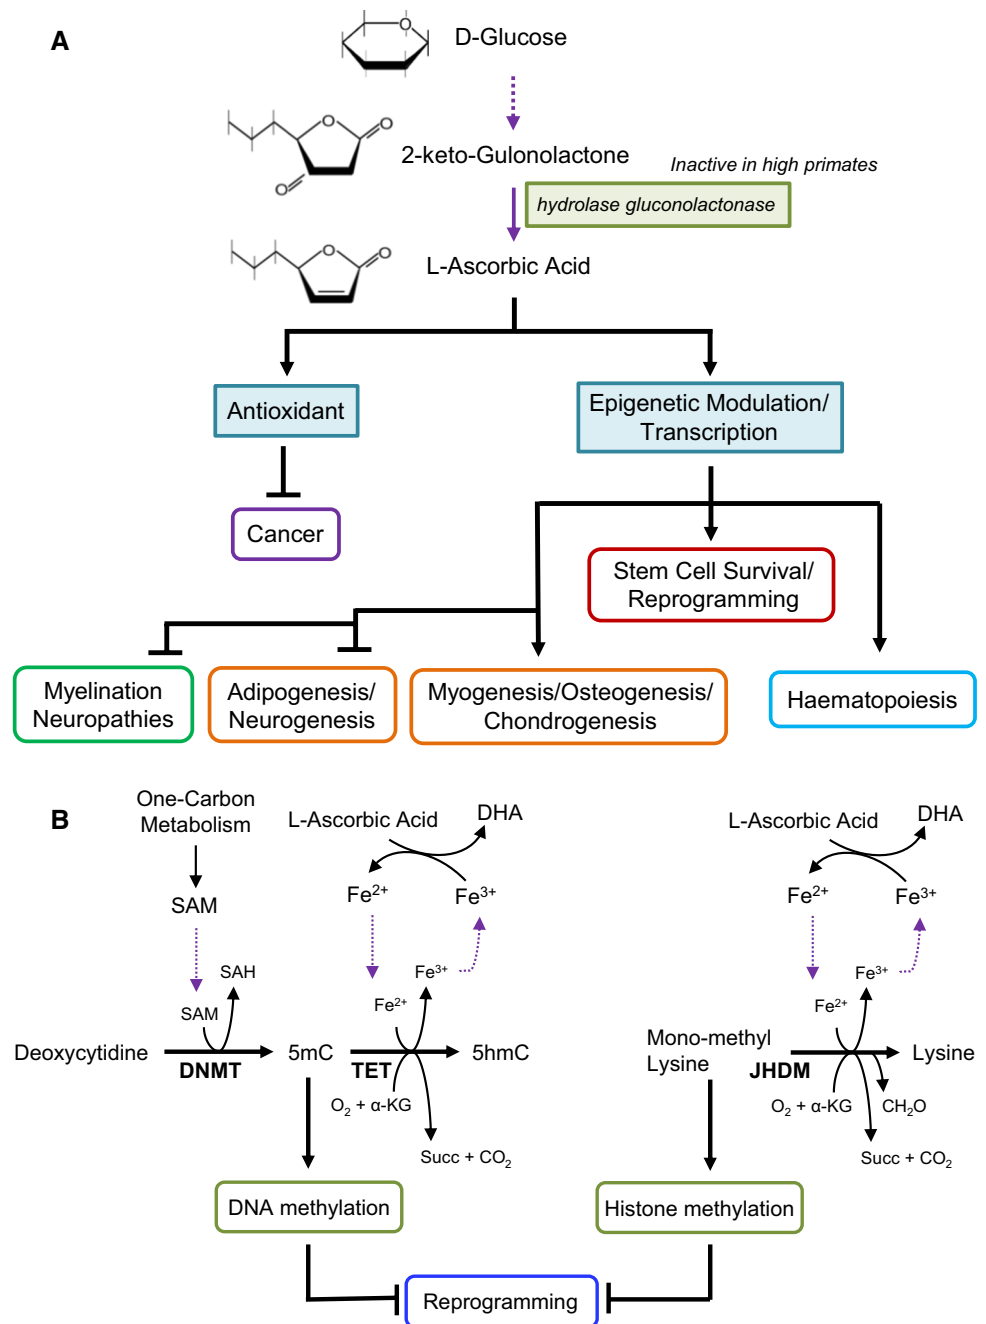 A
O
D-Glucose
O
O
O
2-keto-Gulonolactone
Inactive in high primates
hydrolase gluconolactonase
O
O
L-Ascorbic Acid
Antioxidant
Epigenetic Modulation/
Transcription
Cancer
Stem Cell Survival/
Reprogramming
Myelination
Neuropathies
Adipogenesis/
Neurogenesis
Myogenesis/Osteogenesis/
Chondrogenesis
Haematopoiesis
B
One-Carbon
Metabolism
SAM
SAH
SAM
Deoxycytidine
DNMT
5mC
L-Ascorbic Acid
DHA
Fe²⁺
Fe³⁺
Fe³⁺
Fe²⁺
TET
5hmC
O₂ + α-KG
Succ + CO₂
DNA methylation
L-Ascorbic Acid
DHA
Fe²⁺
Fe³⁺
Fe³⁺
Fe²⁺
Mono-methyl
Lysine
JHDM
Lysine
O₂ + α-KG
CH₂O
Succ + CO₂
Histone methylation
Reprogramming